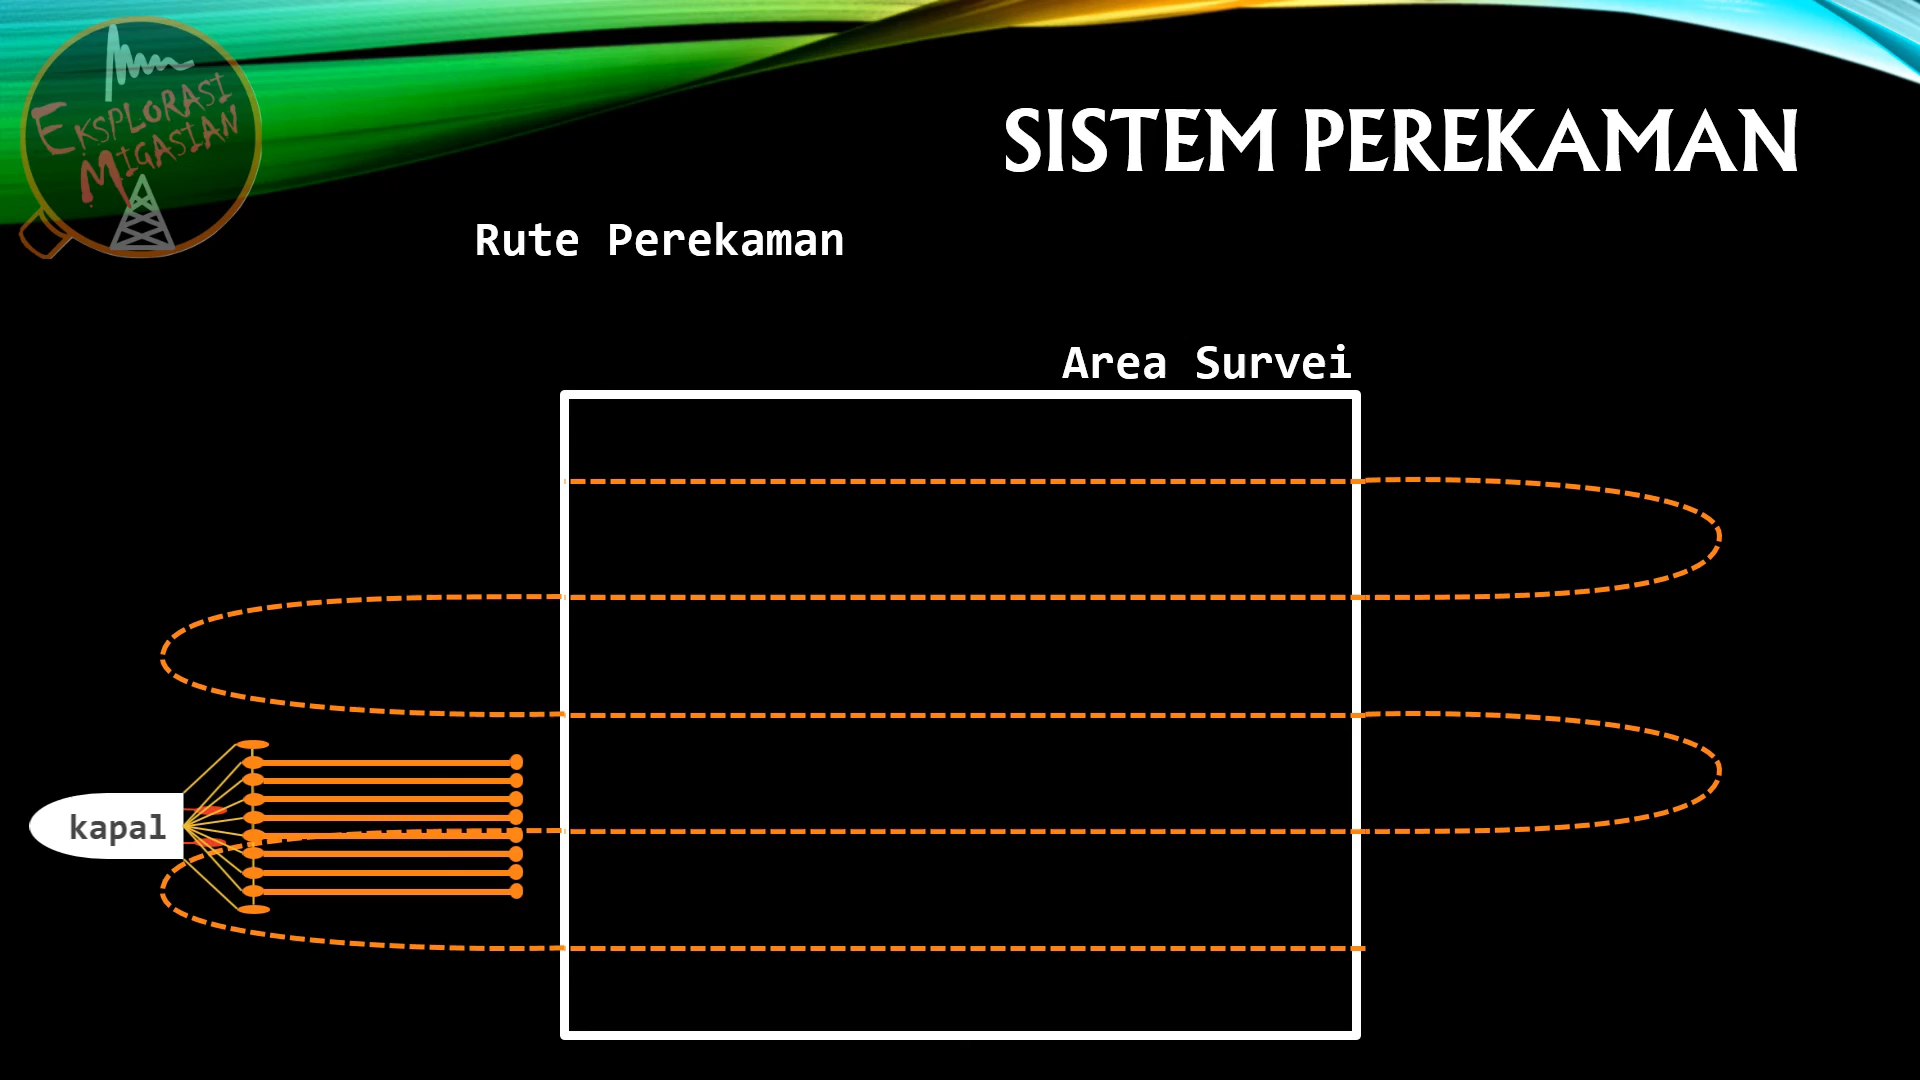 EKSPLORASI
MIGASIAN
SISTEM PEREKAMAN
Rute Perekaman
Area Survei
kapal